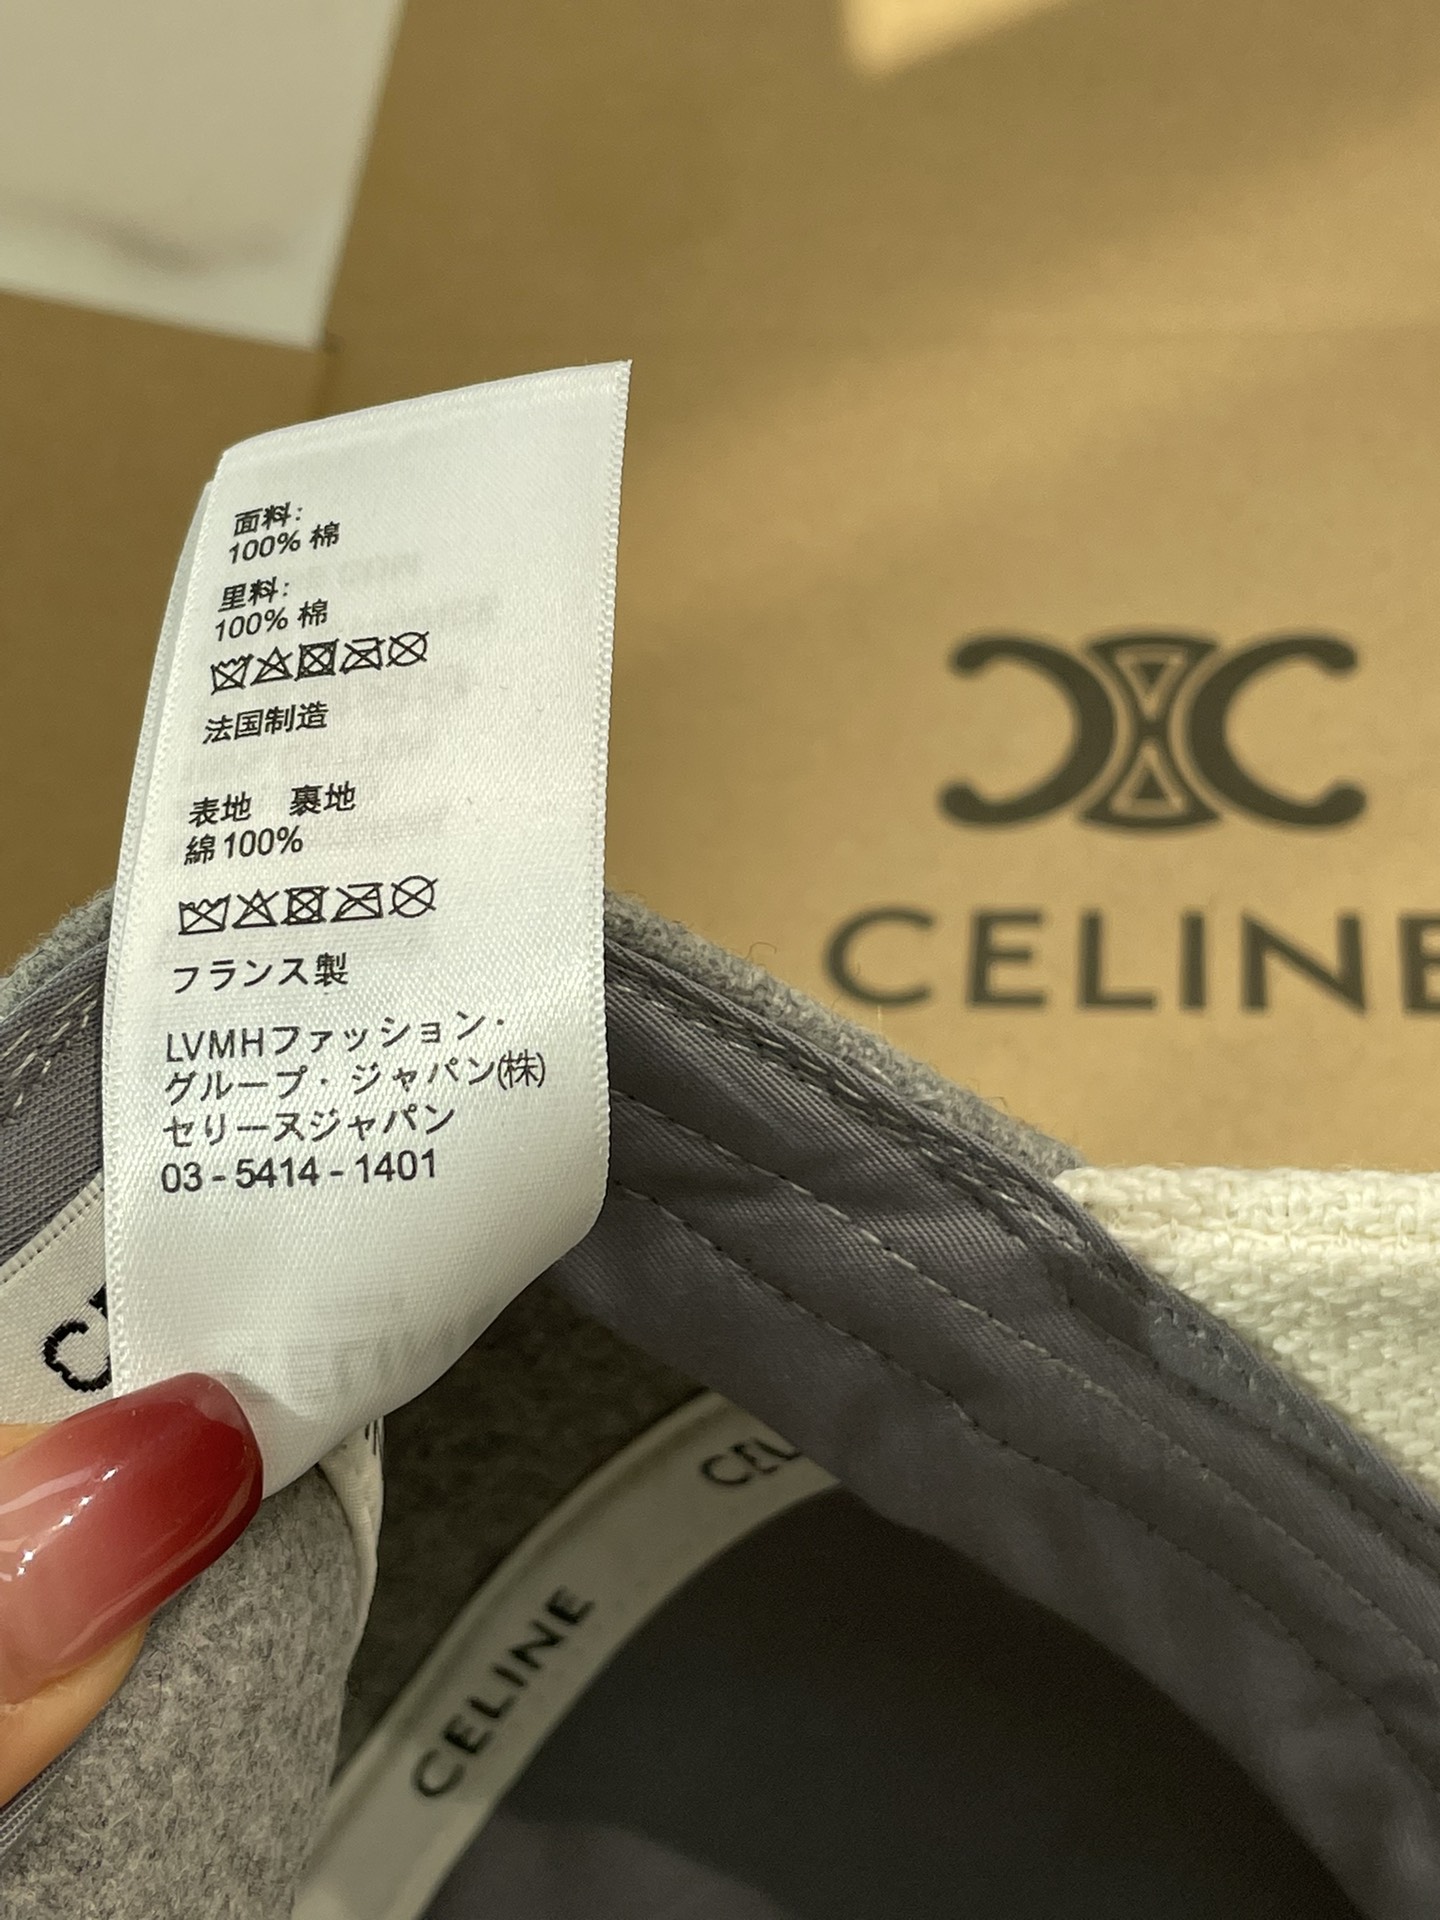 面料:
100% 棉
里料:
100% 棉
法国制造
表地　裏地
綿100%
フランス製
LVMHファッション・
グループ・ジャパン(株)
セリーヌジャパン
03-5414-1401
CELINE
CEL
CELINE